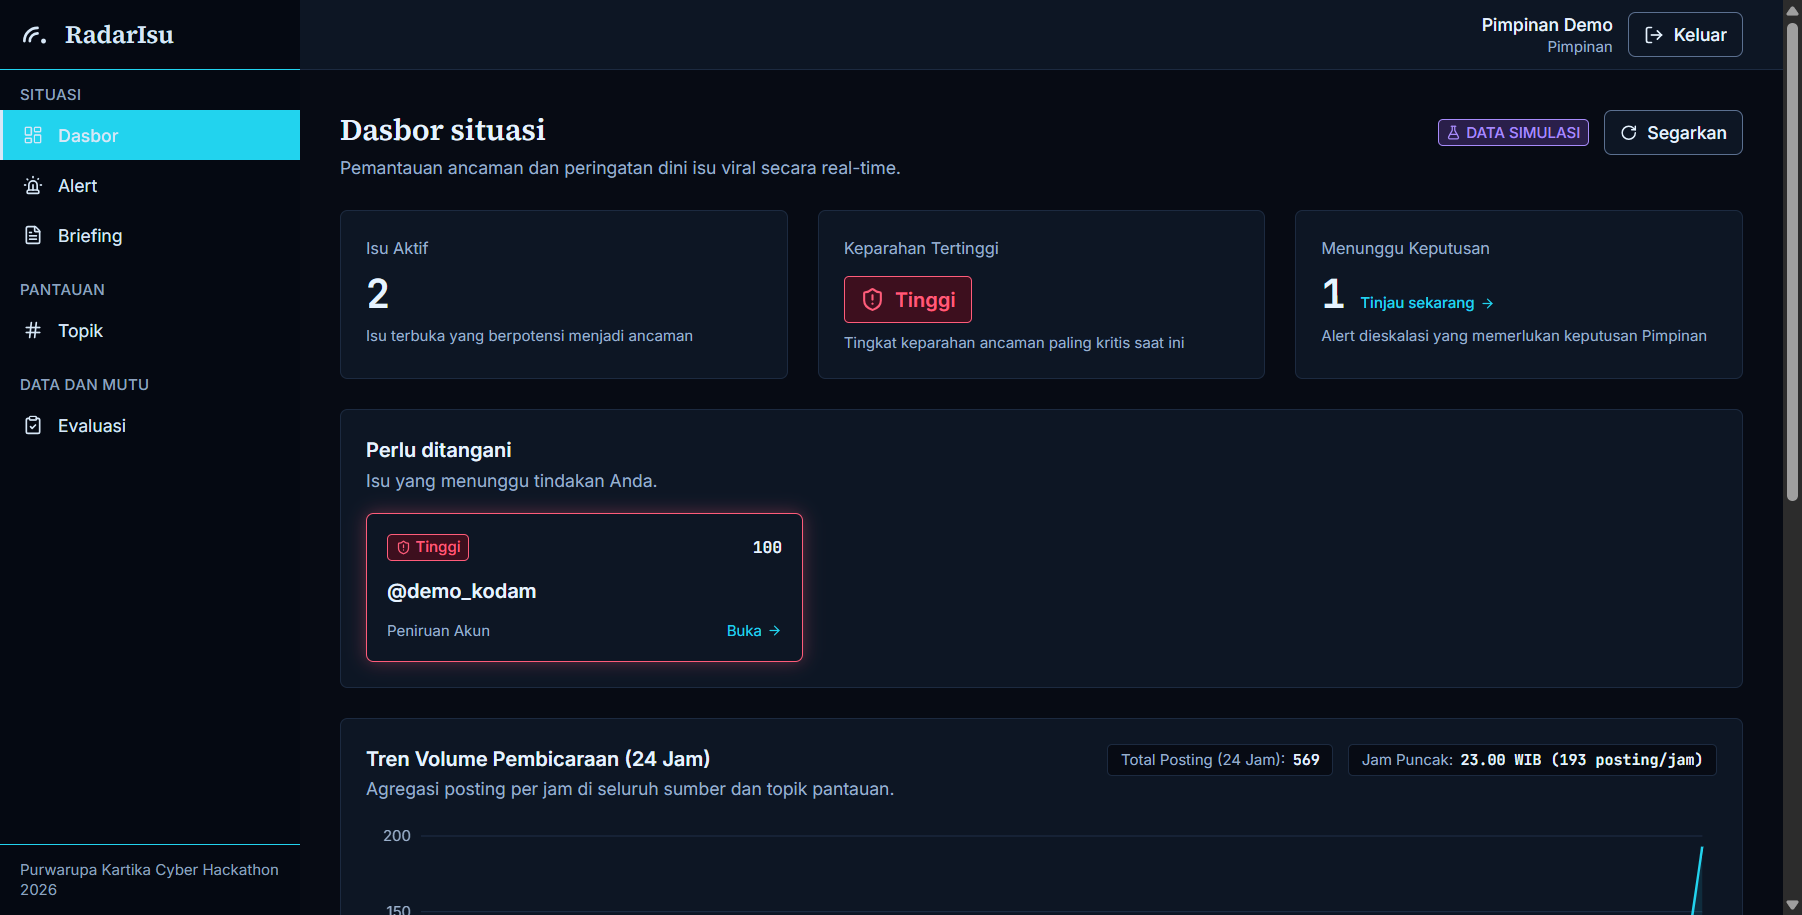 RadarIsu
Pimpinan Demo
Pimpinan
Keluar
SITUASI
Dasbor
Alert
Briefing
PANTAUAN
Topik
DATA DAN MUTU
Evaluasi
Purwarupa Kartika Cyber Hackathon
2026
Dasbor situasi
Pemantauan ancaman dan peringatan dini isu viral secara real-time.
DATA SIMULASI
Segarkan
Isu Aktif
2
Isu terbuka yang berpotensi menjadi ancaman
Keparahan Tertinggi
Tinggi
Tingkat keparahan ancaman paling kritis saat ini
Menunggu Keputusan
1 Tinjau sekarang →
Alert dieskalasi yang memerlukan keputusan Pimpinan
Perlu ditangani
Isu yang menunggu tindakan Anda.
Tinggi 100
@demo_kodam
Peniruan Akun Buka →
Tren Volume Pembicaraan (24 Jam)
Agregasi posting per jam di seluruh sumber dan topik pantauan.
Total Posting (24 Jam): 569
Jam Puncak: 23.00 WIB (193 posting/jam)
200
150